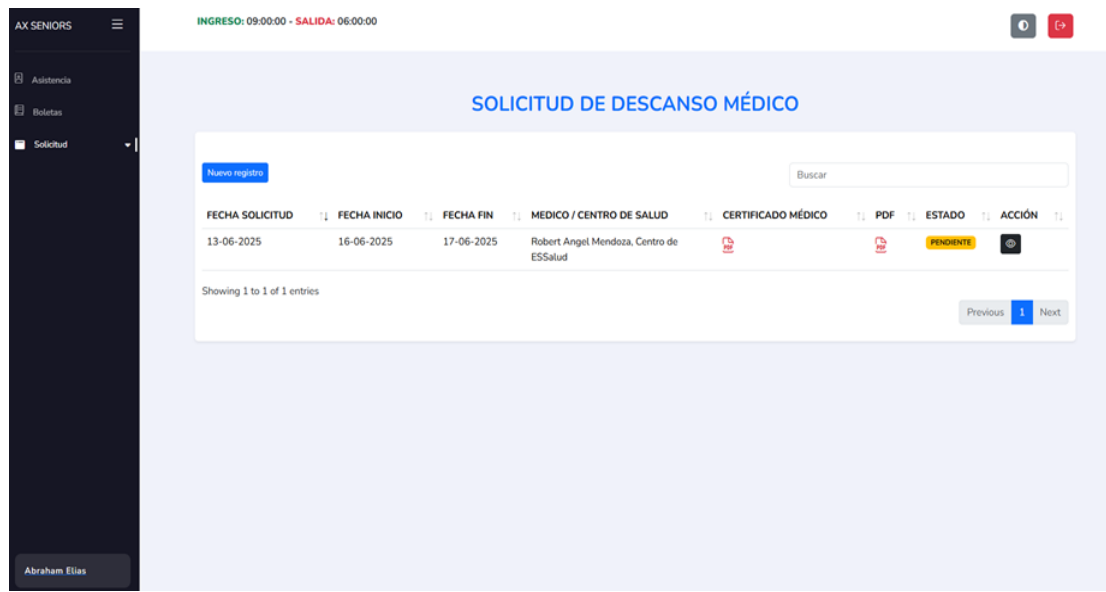 AX SENIORS
INGRESO: 09:00:00 - SALIDA: 06:00:00
Asistencia
Boletas
Solicitud
SOLICITUD DE DESCANSO MÉDICO
Nuevo registro
Buscar
FECHA SOLICITUD FECHA INICIO FECHA FIN MEDICO / CENTRO DE SALUD CERTIFICADO MÉDICO PDF ESTADO ACCIÓN
13-06-2025 16-06-2025 17-06-2025 Robert Angel Mendoza, Centro de ESSalud PDF PDF PENDIENTE
Showing 1 to 1 of 1 entries
Previous 1 Next
Abraham Elias